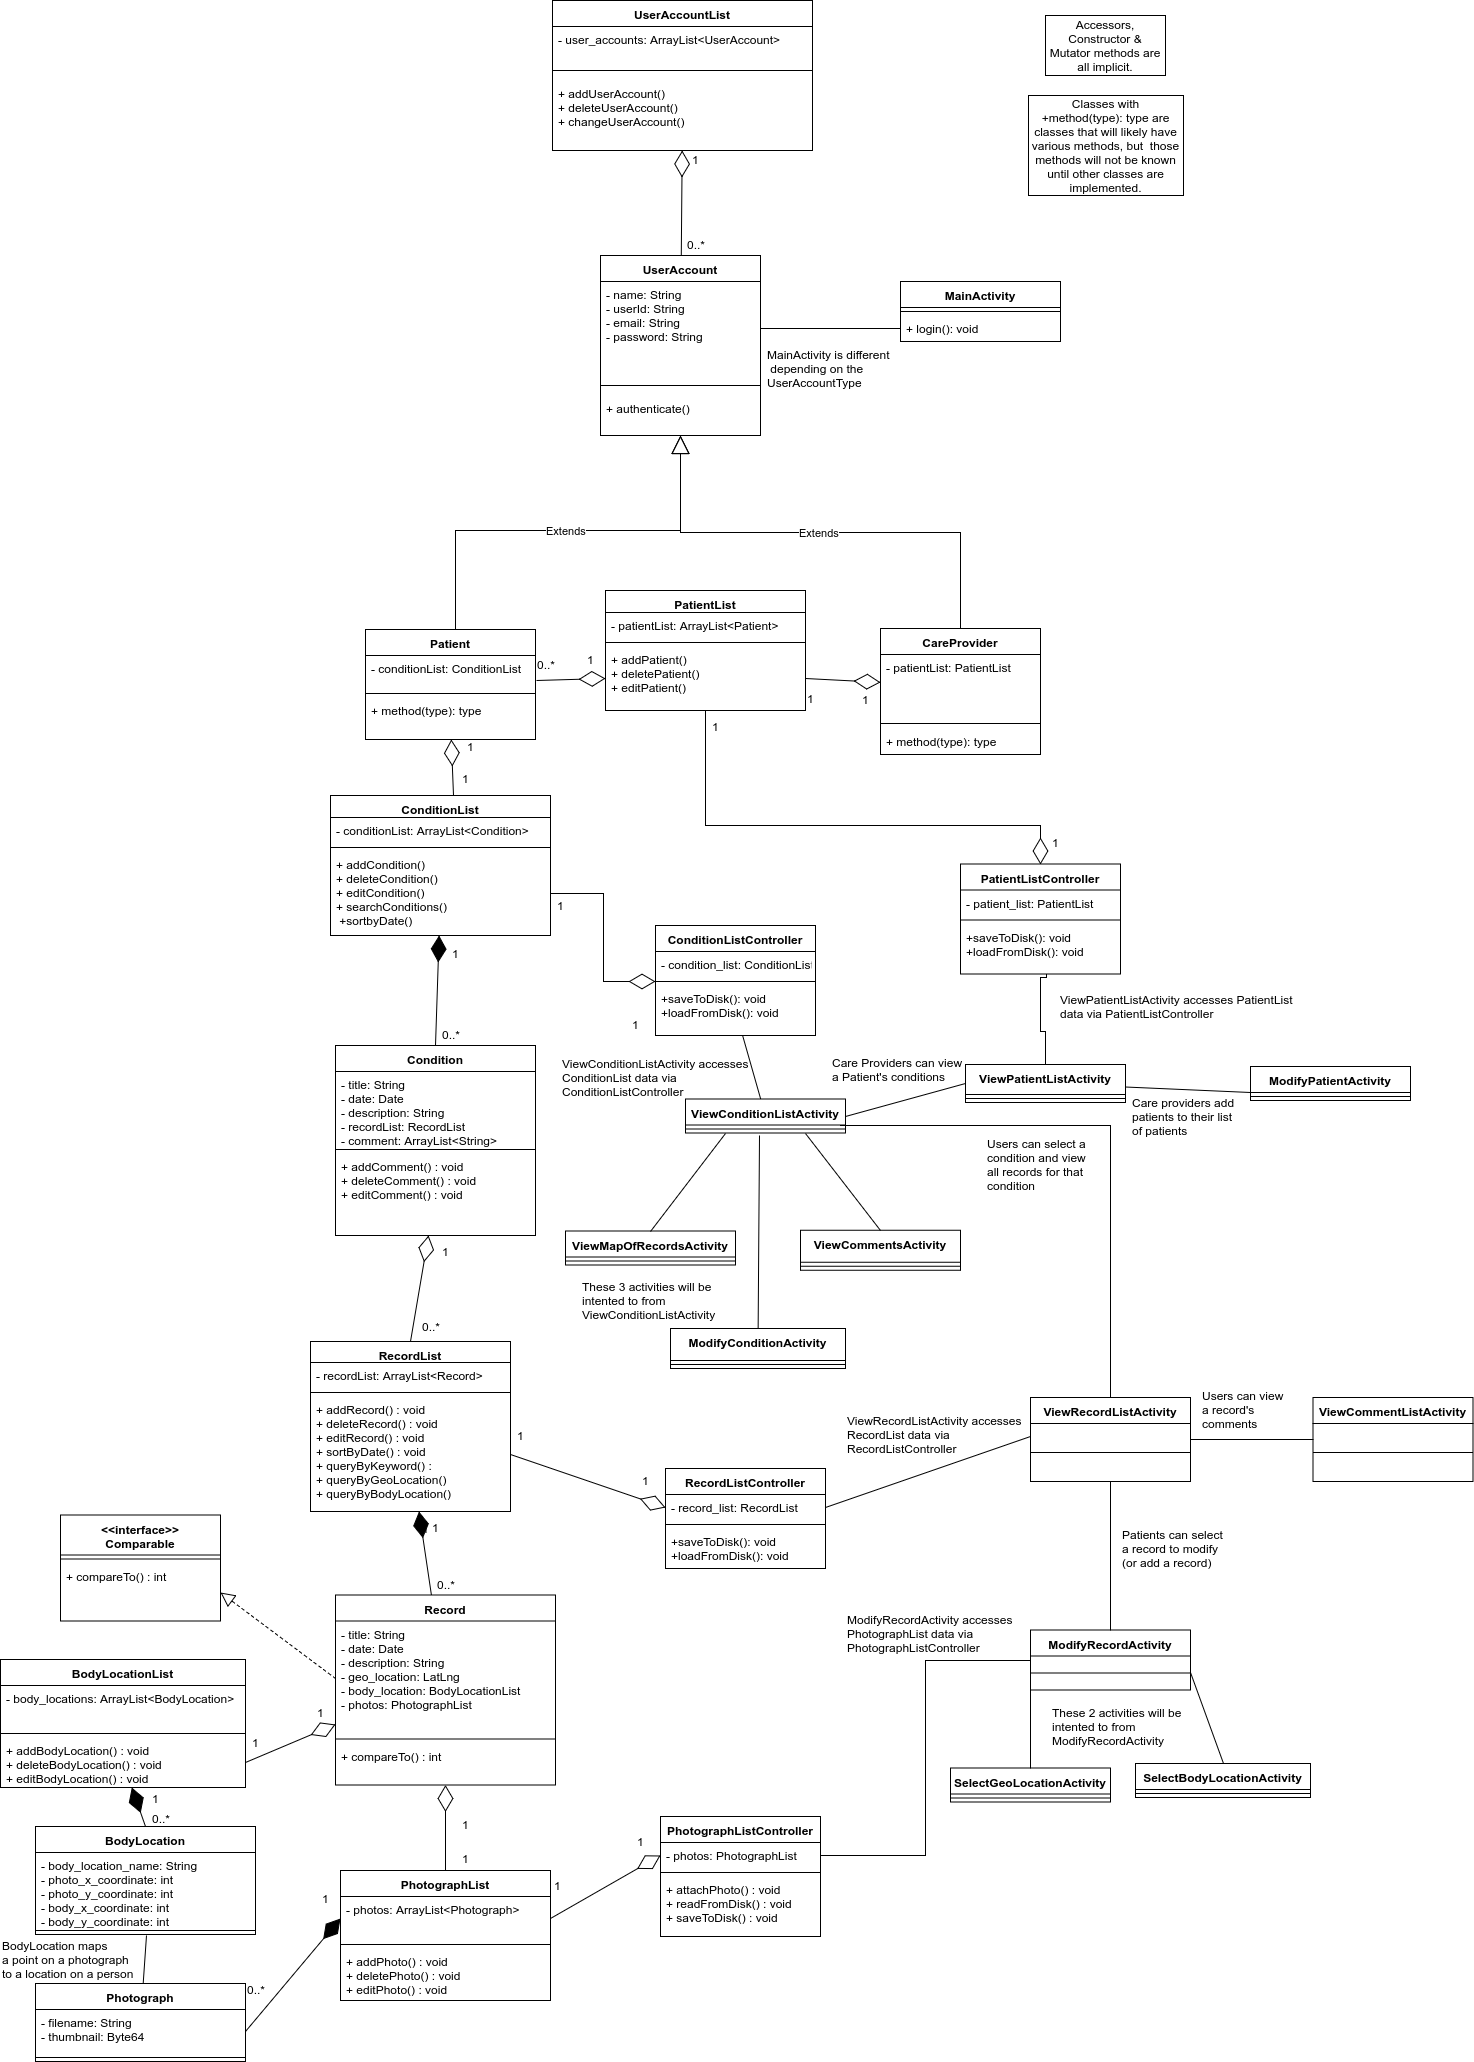 UserAccountList
- user_accounts: ArrayList<UserAccount>
+ addUserAccount()
+ deleteUserAccount()
+ changeUserAccount()
Accessors,
Constructor &
Mutator methods are
all implicit.
Classes with
+method(type): type are
classes that will likely have
various methods, but those
methods will not be known
until other classes are
implemented.
1
0..*
UserAccount
- name: String
- userId: String
- email: String
- password: String
+ authenticate()
MainActivity
+ login(): void
MainActivity is different
depending on the
UserAccountType
Extends
Extends
Patient
- conditionList: ConditionList
+ method(type): type
0..*
1
PatientList
- patientList: ArrayList<Patient>
+ addPatient()
+ deletePatient()
+ editPatient()
1
1
CareProvider
- patientList: PatientList
+ method(type): type
1
1
1
1
ConditionList
- conditionList: ArrayList<Condition>
+ addCondition()
+ deleteCondition()
+ editCondition()
+ searchConditions()
+sortbyDate()
1
1
ConditionListController
- condition_list: ConditionList
+saveToDisk(): void
+loadFromDisk(): void
1
PatientListController
- patient_list: PatientList
+saveToDisk(): void
+loadFromDisk(): void
ViewPatientListActivity accesses PatientList
data via PatientListController
0..*
Condition
- title: String
- date: Date
- description: String
- recordList: RecordList
- comment: ArrayList<String>
+ addComment() : void
+ deleteComment() : void
+ editComment() : void
ViewConditionListActivity accesses
ConditionList data via
ConditionListController
Care Providers can view
a Patient's conditions
ViewPatientListActivity
ModifyPatientActivity
Care providers add
patients to their list
of patients
ViewConditionListActivity
Users can select a
condition and view
all records for that
condition
ViewMapOfRecordsActivity
ViewCommentsActivity
These 3 activities will be
intented to from
ViewConditionListActivity
ModifyConditionActivity
1
0..*
RecordList
- recordList: ArrayList<Record>
+ addRecord() : void
+ deleteRecord() : void
+ editRecord() : void
+ sortByDate() : void
+ queryByKeyword() :
+ queryByGeoLocation()
+ queryByBodyLocation()
1
1
RecordListController
- record_list: RecordList
+saveToDisk(): void
+loadFromDisk(): void
ViewRecordListActivity accesses
RecordList data via
RecordListController
ViewRecordListActivity
Users can view
a record's
comments
ViewCommentListActivity
Patients can select
a record to modify
(or add a record)
<<interface>>
Comparable
+ compareTo() : int
1
0..*
Record
- title: String
- date: Date
- description: String
- geo_location: LatLng
- body_location: BodyLocationList
- photos: PhotographList
+ compareTo() : int
ModifyRecordActivity accesses
PhotographList data via
PhotographListController
ModifyRecordActivity
These 2 activities will be
intented to from
ModifyRecordActivity
SelectGeoLocationActivity
SelectBodyLocationActivity
BodyLocationList
- body_locations: ArrayList<BodyLocation>
+ addBodyLocation() : void
+ deleteBodyLocation() : void
+ editBodyLocation() : void
1
1
1
0..*
BodyLocation
- body_location_name: String
- photo_x_coordinate: int
- photo_y_coordinate: int
- body_x_coordinate: int
- body_y_coordinate: int
BodyLocation maps
a point on a photograph
to a location on a person
Photograph
- filename: String
- thumbnail: Byte64
0..*
1
1
1
PhotographList
- photos: ArrayList<Photograph>
+ addPhoto() : void
+ deletePhoto() : void
+ editPhoto() : void
1
1
PhotographListController
- photos: PhotographList
+ attachPhoto() : void
+ readFromDisk() : void
+ saveToDisk() : void